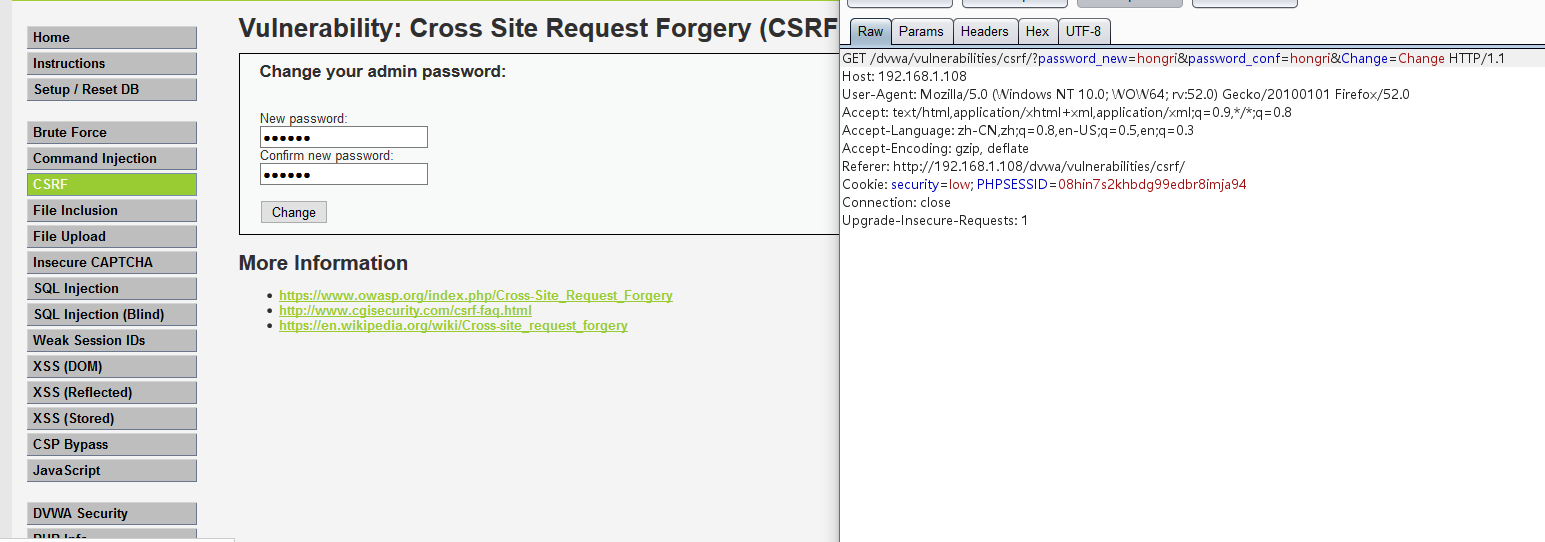 Home
Instructions
Setup / Reset DB
Brute Force
Command Injection
CSRF
File Inclusion
File Upload
Insecure CAPTCHA
SQL Injection
SQL Injection (Blind)
Weak Session IDs
XSS (DOM)
XSS (Reflected)
XSS (Stored)
CSP Bypass
JavaScript
DVWA Security
Vulnerability: Cross Site Request Forgery (CSRF
Change your admin password:
New password:
●●●●●●
Confirm new password:
●●●●●●
Change
More Information
• https://www.owasp.org/index.php/Cross-Site_Request_Forgery
• http://www.cgisecurity.com/csrf-faq.html
• https://en.wikipedia.org/wiki/Cross-site_request_forgery
Raw Params Headers Hex UTF-8
GET /dvwa/vulnerabilities/csrf/?password_new=hongri&password_conf=hongri&Change=Change HTTP/1.1
Host: 192.168.1.108
User-Agent: Mozilla/5.0 (Windows NT 10.0; WOW64; rv:52.0) Gecko/20100101 Firefox/52.0
Accept: text/html,application/xhtml+xml,application/xml;q=0.9,*/*;q=0.8
Accept-Language: zh-CN,zh;q=0.8,en-US;q=0.5,en;q=0.3
Accept-Encoding: gzip, deflate
Referer: http://192.168.1.108/dvwa/vulnerabilities/csrf/
Cookie: security=low; PHPSESSID=08hin7s2khbdg99edbr8imja94
Connection: close
Upgrade-Insecure-Requests: 1